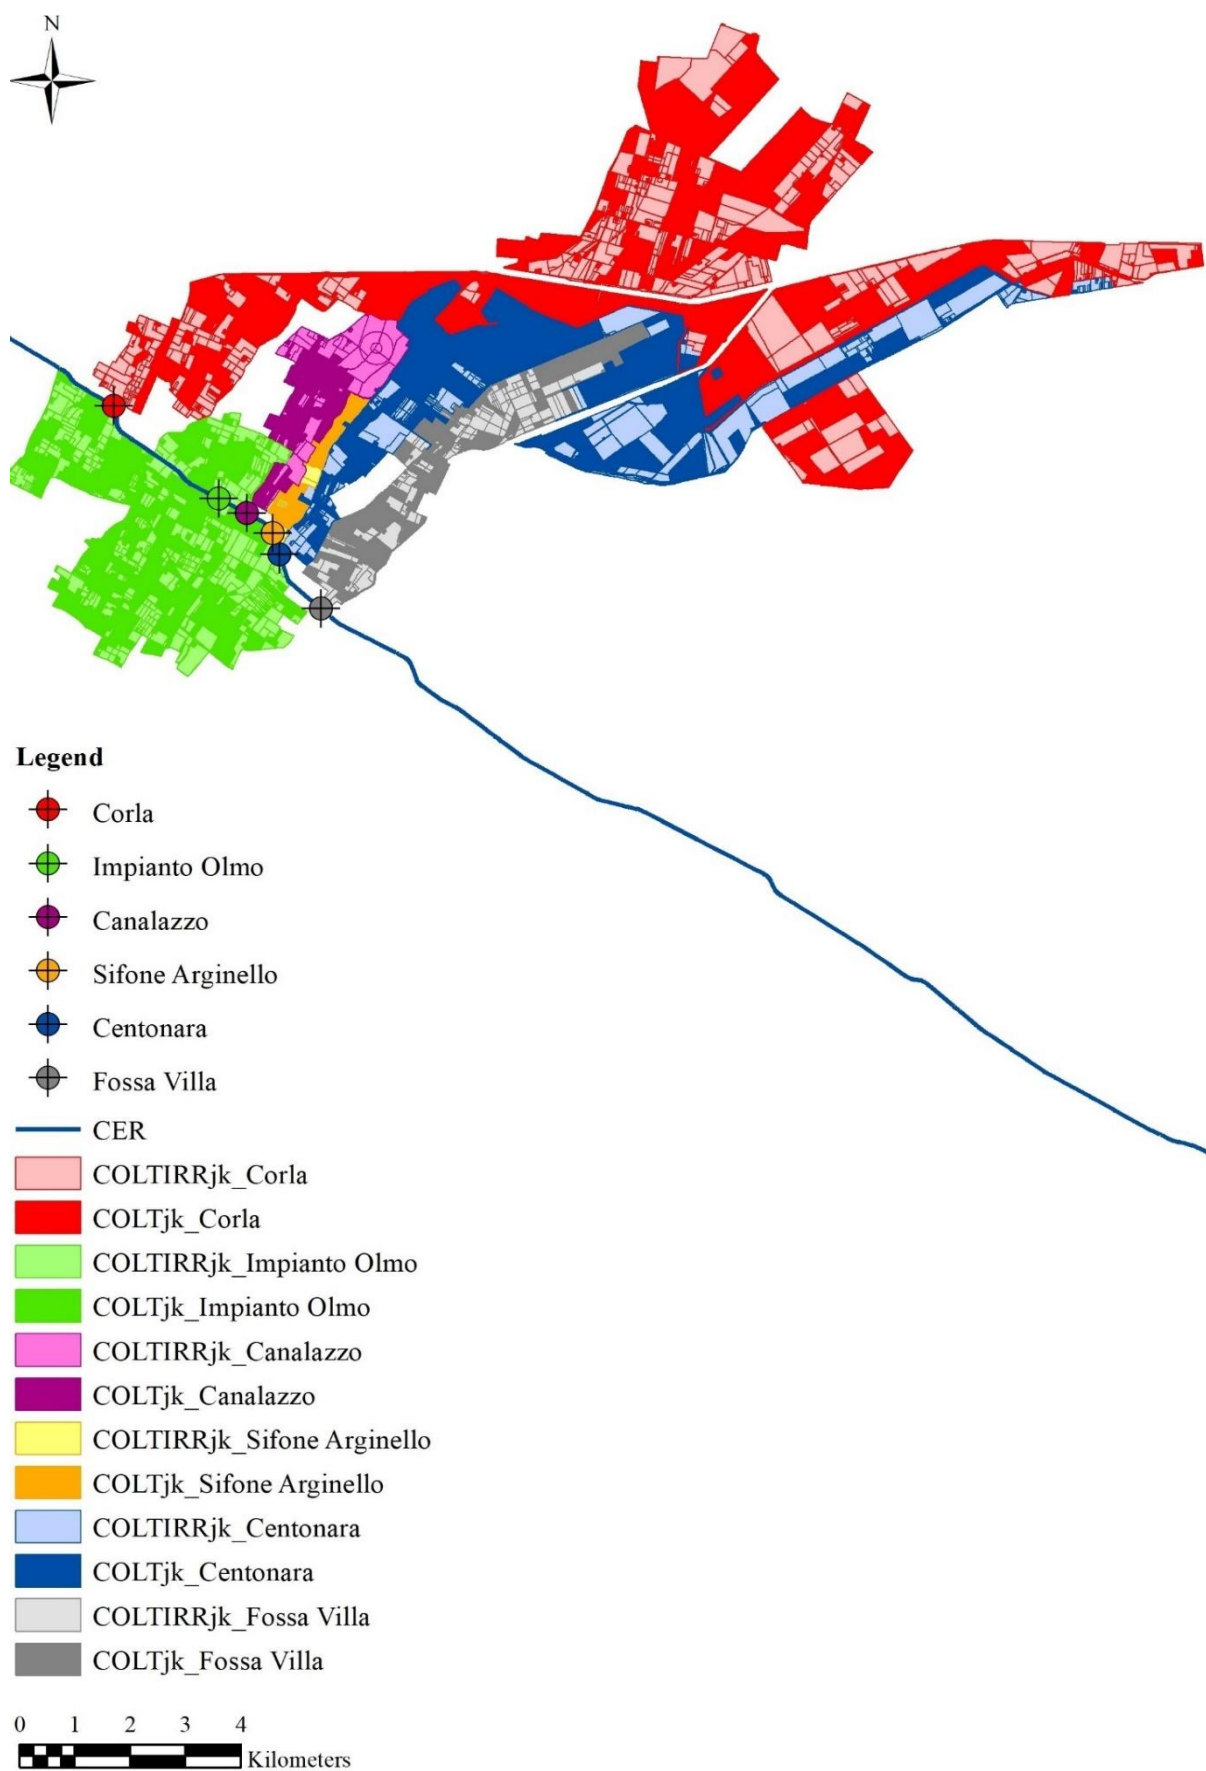 N
Legend
Corla
Impianto Olmo
Canalazzo
Sifone Arginello
Centonara
Fossa Villa
CER
COLTIRRjk_Corla
COLTjk_Corla
COLTIRRjk_Impianto Olmo
COLTjk_Impianto Olmo
COLTIRRjk_Canalazzo
COLTjk_Canalazzo
COLTIRRjk_Sifone Arginello
COLTjk_Sifone Arginello
COLTIRRjk_Centonara
COLTjk_Centonara
COLTIRRjk_Fossa Villa
COLTjk_Fossa Villa
0 1 2 3 4
Kilometers